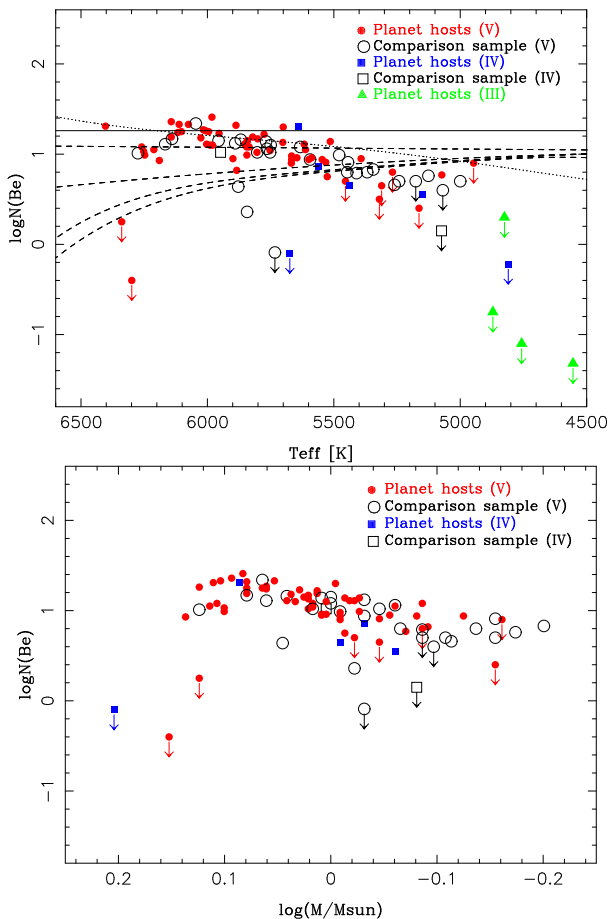 Planet hosts (V)
Comparison sample (V)
Planet hosts (IV)
Comparison sample (IV)
Planet hosts (III)
2
1
0
−1
logN(Be)
6500 6000 5500 5000 4500
Teff [K]
Planet hosts (V)
Comparison sample (V)
Planet hosts (IV)
Comparison sample (IV)
2
1
0
−1
logN(Be)
0.2 0.1 0 −0.1 −0.2
log(M/Msun)